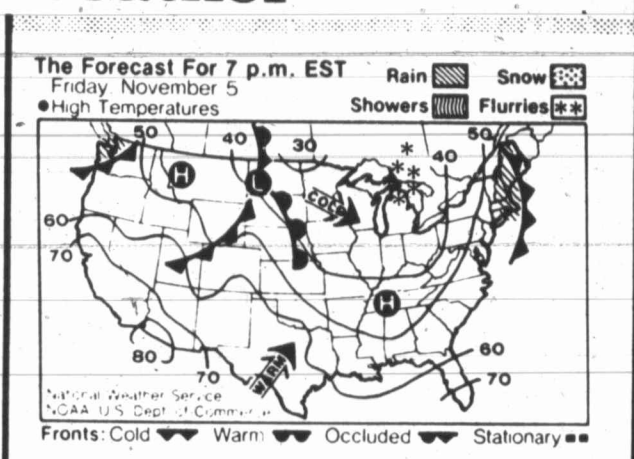 The Forecast For 7 p.m. EST
Friday, November 5
High Temperatures
Rain Snow
Showers Flurries
50 40 30 40 50
H L H
COLD
60
70
80
70
WARM
60
70
National Weather Service
NOAA U.S. Dept. of Commerce
Fronts: Cold Warm Occluded Stationary